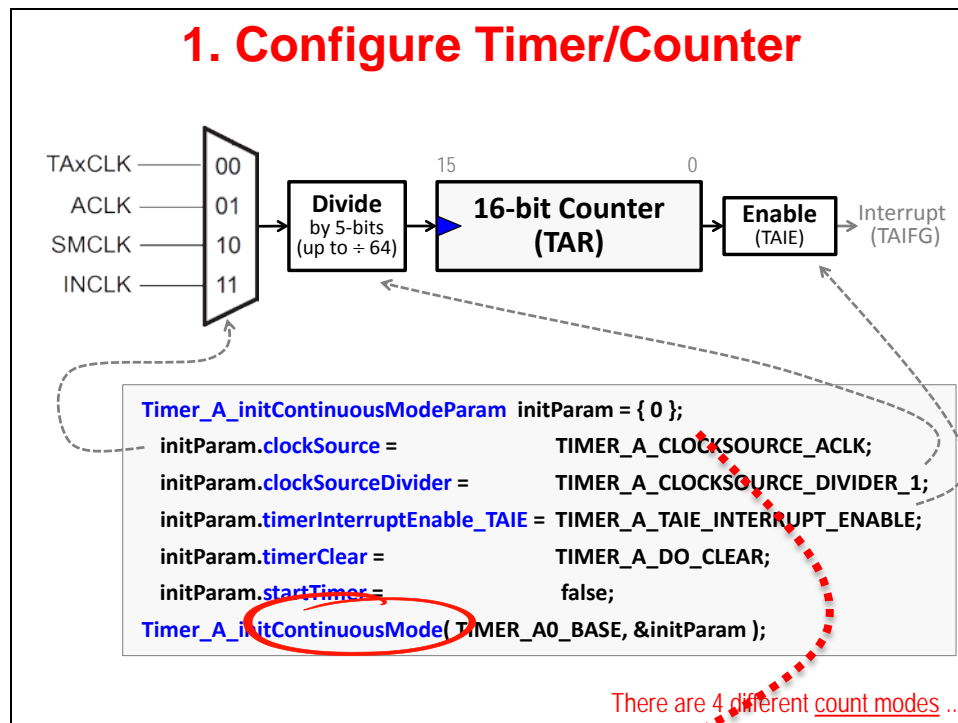 1. Configure Timer/Counter
TAxCLK
ACLK
SMCLK
INCLK
00
01
10
11
Divide
by 5-bits
(up to ÷ 64)
15
0
16-bit Counter
(TAR)
Enable
(TAIE)
Interrupt
(TAIFG)
Timer_A_initContinuousModeParam initParam = { 0 };
initParam.clockSource = TIMER_A_CLOCKSOURCE_ACLK;
initParam.clockSourceDivider = TIMER_A_CLOCKSOURCE_DIVIDER_1;
initParam.timerInterruptEnable_TAIE = TIMER_A_TAIE_INTERRUPT_ENABLE;
initParam.timerClear = TIMER_A_DO_CLEAR;
initParam.startTimer = false;
Timer_A_initContinuousMode( TIMER_A0_BASE, &initParam );
There are 4 different count modes ..